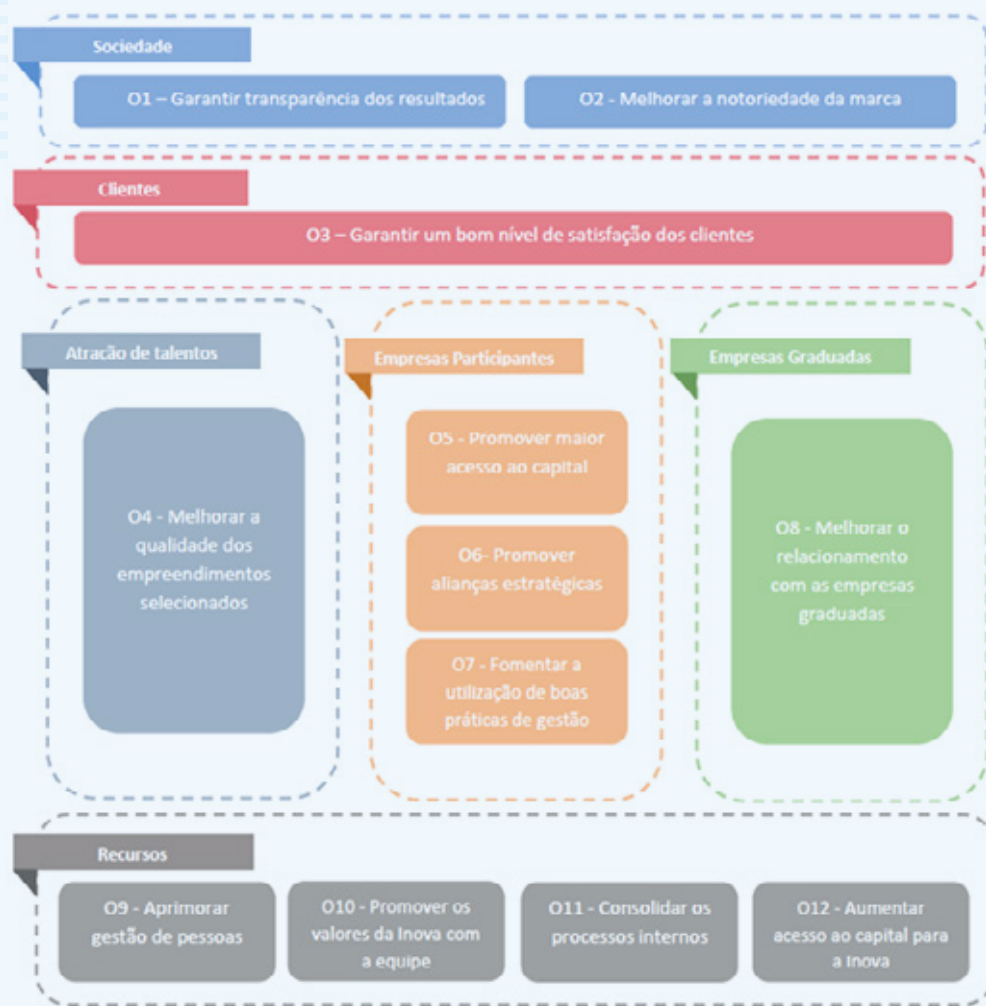 Sociedade
O1 – Garantir transparência dos resultados
O2 - Melhorar a notoriedade da marca
Clientes
O3 – Garantir um bom nível de satisfação dos clientes
Atração de talentos
O4 - Melhorar a
qualidade dos
empreendimentos
selecionados
Empresas Participantes
O5 - Promover maior
acesso ao capital
O6- Promover
alianças estratégicas
O7 - Fomentar a
utilização de boas
práticas de gestão
Empresas Graduadas
O8 - Melhorar o
relacionamento
com as empresas
graduadas
Recursos
O9 - Aprimorar
gestão de pessoas
O10 - Promover os
valores da Inova com
a equipe
O11 - Consolidar os
processos internos
O12 - Aumentar
acesso ao capital para
a Inova